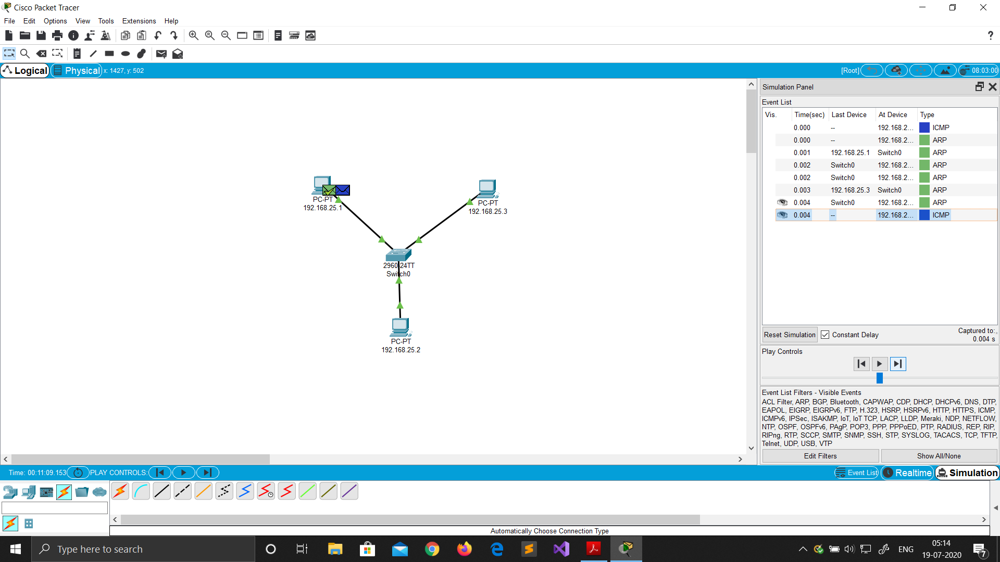 Cisco Packet Tracer
File Edit Options View Tools Extensions Help
?
Logical Physical x: 1427, y: 502 [Root] 08:03:00
Simulation Panel
Event List
Vis. Time(sec) Last Device At Device Type
0.000 -- 192.168.2... ICMP
0.000 -- 192.168.2... ARP
0.001 192.168.25.1 Switch0 ARP
0.002 Switch0 192.168.2... ARP
0.002 Switch0 192.168.2... ARP
0.003 192.168.25.3 Switch0 ARP
0.004 Switch0 192.168.2... ARP
0.004 -- 192.168.2... ICMP
PC-PT
192.168.25.1
PC-PT
192.168.25.3
2960-24TT
Switch0
PC-PT
192.168.25.2
Reset Simulation Constant Delay Captured to:
0.004 s
Play Controls
Event List Filters - Visible Events
ACL Filter, ARP, BGP, Bluetooth, CAPWAP, CDP, DHCP, DHCPv6, DNS, DTP,
EAPOL, EIGRP, EIGRPv6, FTP, H.323, HSRP, HSRPv6, HTTP, HTTPS, ICMP,
ICMPv6, IPSec, ISAKMP, IoT, IoT TCP, LACP, LLDP, Meraki, NDP, NETFLOW,
NTP, OSPF, OSPFv6, PAgP, POP3, PPP, PPPoED, PTP, RADIUS, REP, RIP,
RIPng, RTP, SCCP, SMTP, SNMP, SSH, STP, SYSLOG, TACACS, TCP, TFTP,
Telnet, UDP, USB, VTP
Edit Filters Show All/None
Time: 00:11:09.153 PLAY CONTROLS: Event List Realtime Simulation
Automatically Choose Connection Type
Type here to search
ENG
05:14
19-07-2020
7